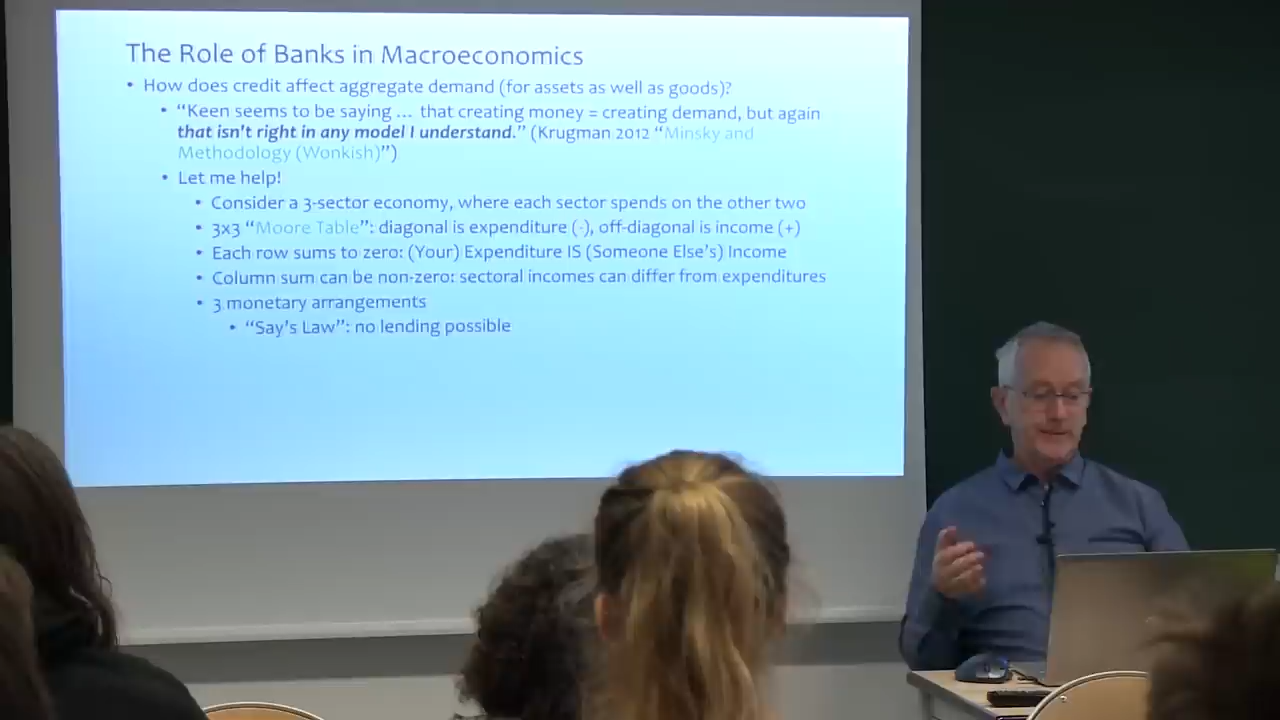 The Role of Banks in Macroeconomics
• How does credit affect aggregate demand (for assets as well as goods)?
• “Keen seems to be saying … that creating money = creating demand, but again
that isn't right in any model I understand.” (Krugman 2012 “Minsky and
Methodology (Wonkish)”)
• Let me help!
• Consider a 3-sector economy, where each sector spends on the other two
• 3x3 “Moore Table”: diagonal is expenditure (-), off-diagonal is income (+)
• Each row sums to zero: (Your) Expenditure IS (Someone Else’s) Income
• Column sum can be non-zero: sectoral incomes can differ from expenditures
• 3 monetary arrangements
• “Say’s Law”: no lending possible